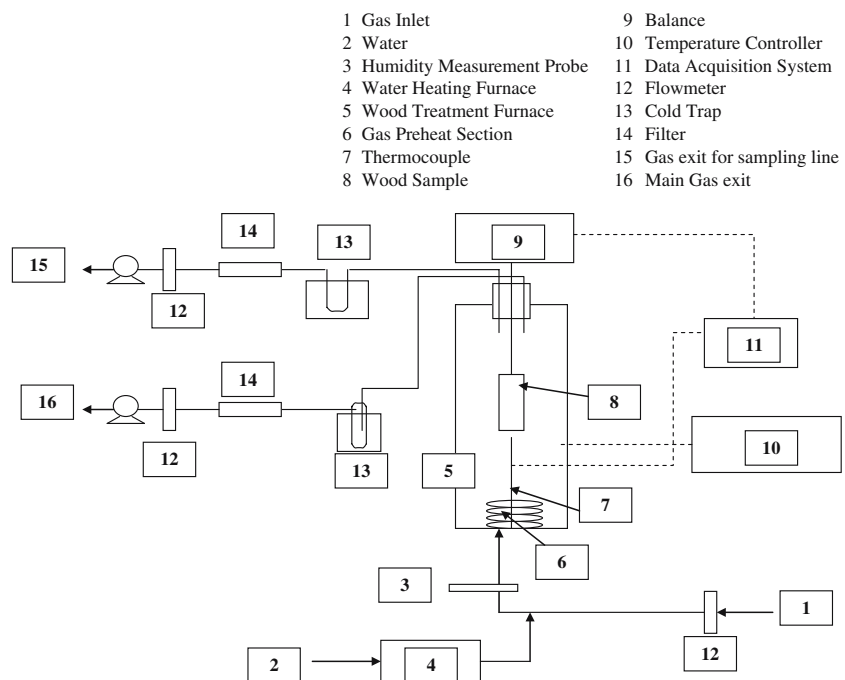 1 Gas Inlet
2 Water
3 Humidity Measurement Probe
4 Water Heating Furnace
5 Wood Treatment Furnace
6 Gas Preheat Section
7 Thermocouple
8 Wood Sample
9 Balance
10 Temperature Controller
11 Data Acquisition System
12 Flowmeter
13 Cold Trap
14 Filter
15 Gas exit for sampling line
16 Main Gas exit
14
13
9
15
12
11
14
8
16
12
13
5
10
7
6
3
1
12
2
4